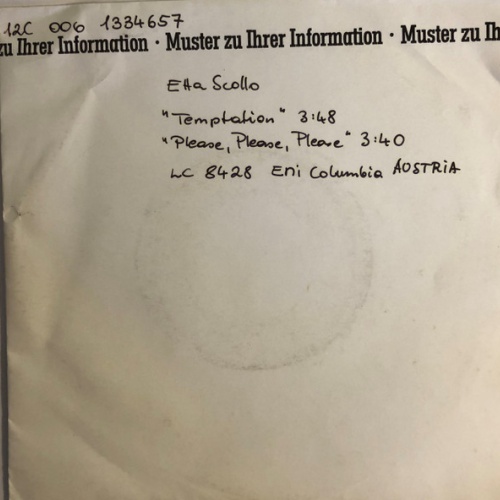 12C 006 1334657
zu Ihrer Information · Muster zu Ihrer Information · Muster zu Ih
Etta Scollo
"Temptation" 3:48
"Please, Please, Please" 3:40
LC 8428 Emi Columbia AUSTRIA